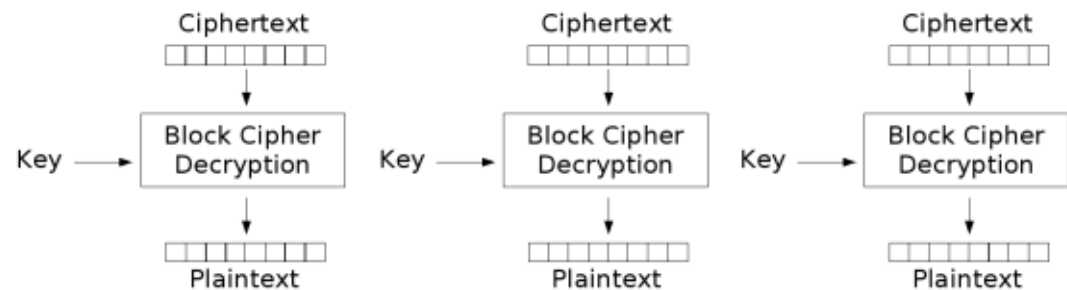 Ciphertext Ciphertext Ciphertext
Block Cipher Block Cipher Block Cipher
Key Decryption Key Decryption Key Decryption
Plaintext Plaintext Plaintext